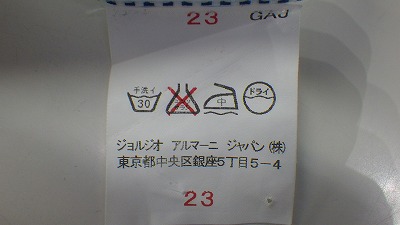 23 GAJ
手洗イ 30 中 ドライ
ジョルジオ アルマーニ ジャパン(株)
東京都中央区銀座5丁目5-4
23